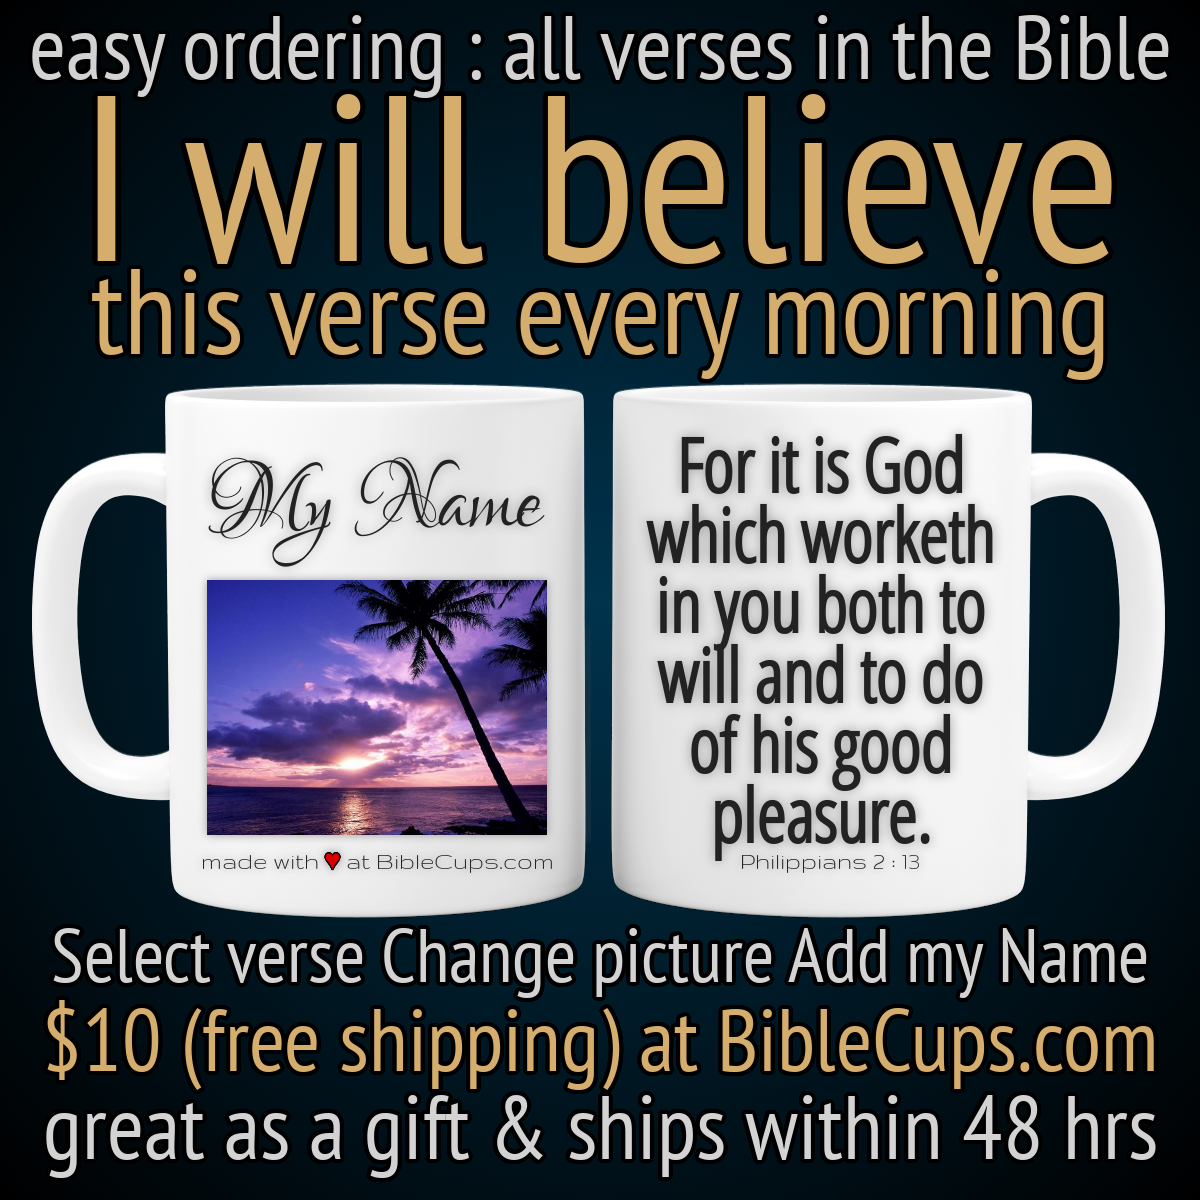 easy ordering : all verses in the Bible
I will believe
this verse every morning
My Name
made with ♥ at BibleCups.com
For it is God
which worketh
in you both to
will and to do
of his good
pleasure.
Philippians 2 : 13
Select verse Change picture Add my Name
$10 (free shipping) at BibleCups.com
great as a gift & ships within 48 hrs